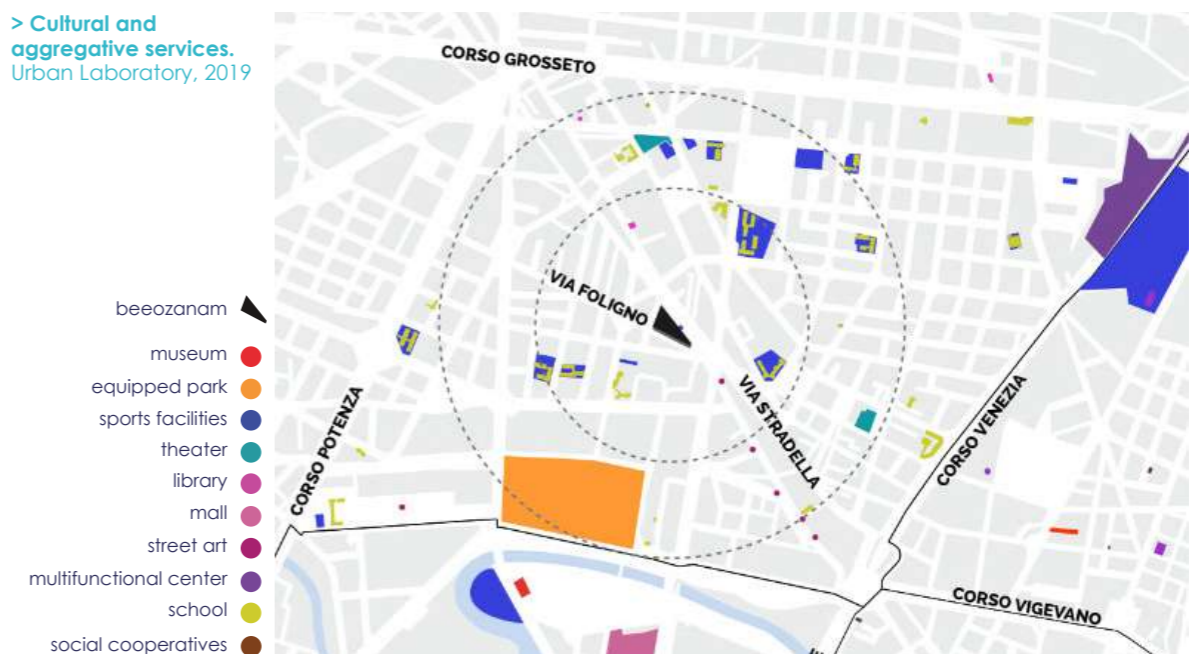 > Cultural and
aggregative services.
Urban Laboratory, 2019
CORSO GROSSETO
VIA FOLIGNO
VIA STRADELLA
CORSO POTENZA
CORSO VENEZIA
CORSO VIGEVANO
beeozanam
museum
equipped park
sports facilities
theater
library
mall
street art
multifunctional center
school
social cooperatives